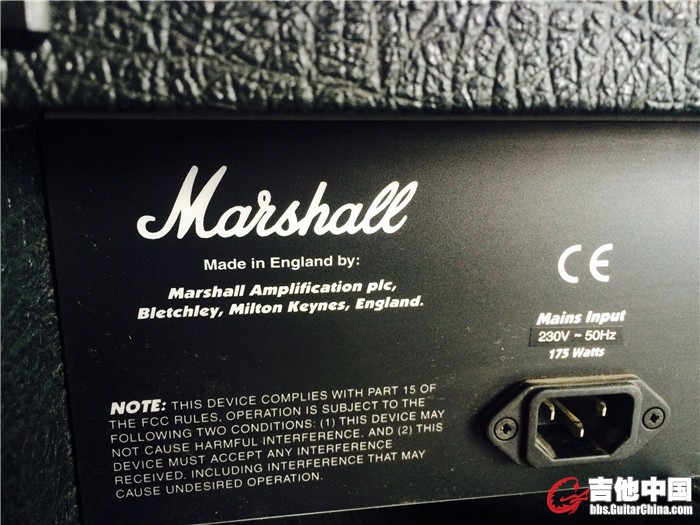 Marshall
Made in England by:
Marshall Amplification plc,
Bletchley, Milton Keynes, England.
CE
Mains Input
230V ~ 50Hz
175 Watts
NOTE: THIS DEVICE COMPLIES WITH PART 15 OF
THE FCC RULES. OPERATION IS SUBJECT TO THE
FOLLOWING TWO CONDITIONS: (1) THIS DEVICE MAY
NOT CAUSE HARMFUL INTERFERENCE. AND (2) THIS
DEVICE MUST ACCEPT ANY INTERFERENCE
RECEIVED, INCLUDING INTERFERENCE THAT MAY
CAUSE UNDESIRED OPERATION.
吉他中国
bbs.GuitarChina.com